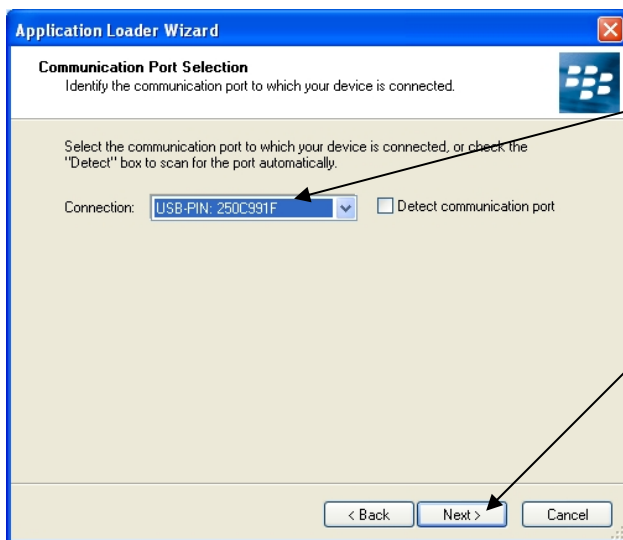 Application Loader Wizard
Communication Port Selection
Identify the communication port to which your device is connected.
Select the communication port to which your device is connected, or check the
"Detect" box to scan for the port automatically.
Connection: USB-PIN: 250C991F Detect communication port
< Back Next > Cancel